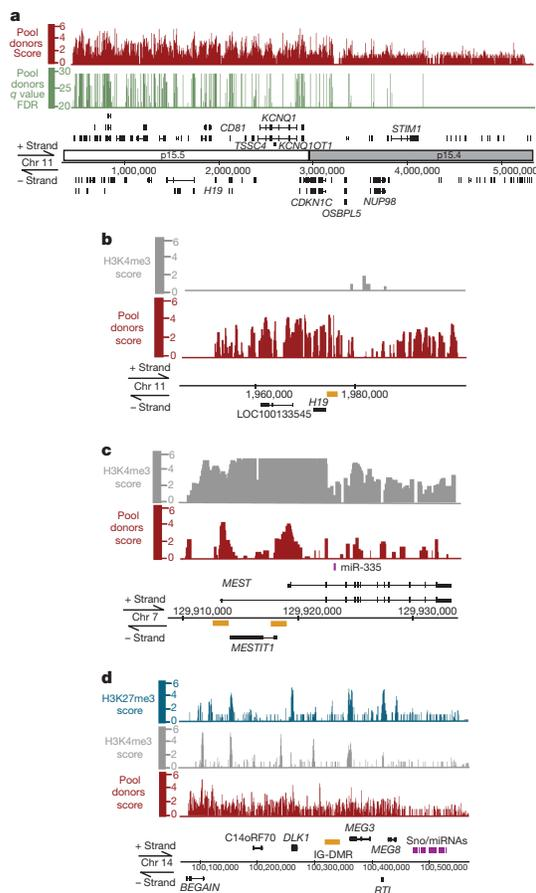 a
Pool donors Score
6
4
2
0
Pool donors q value FDR
30
25
20
KCNQ1
CD81
STIM1
TSSC4 KCNQ1OT1
+ Strand
Chr 11
p15.5
p15.4
1,000,000 2,000,000 3,000,000 4,000,000 5,000,000
– Strand
H19
CDKN1C
NUP98
OSBPL5
b
H3K4me3 score
6
4
2
0
Pool donors score
6
4
2
0
+ Strand
Chr 11
1,960,000 1,980,000
– Strand
H19
LOC100133545
c
H3K4me3 score
6
4
2
0
Pool donors score
6
4
2
0
miR-335
MEST
+ Strand
129,910,000 129,920,000 129,930,000
Chr 7
– Strand
MESTIT1
d
H3K27me3 score
6
4
2
0
H3K4me3 score
6
4
2
0
Pool donors score
6
4
2
0
MEG3
C14oRF70 DLK1
Sno/miRNAs
+ Strand
IG-DMR
MEG8
Chr 14
100,100,000 100,200,000 100,300,000 100,400,000 100,500,000
– Strand
BEGAIN
RTL